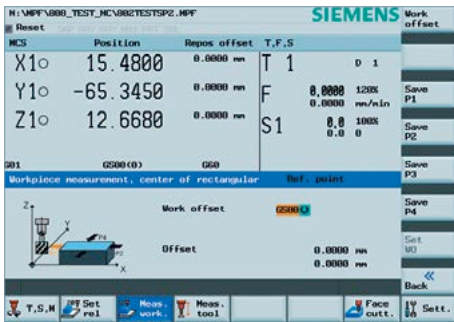 N:\MPF\808_TEST_NC\802TESTSPZ.MPF
SIEMENS
Work offset
Reset
MCS Position Repos offset T,F,S
X1 15.4800 0.0000 mm T 1 D 1
Y1 -65.3450 0.0000 mm F 0.0000 120%
0.0000 mm/min
Z1 12.6680 0.0000 mm S1 0.0 100%
0.0 0
G01 G500(0) G60
Workpiece measurement, center of rectangular Ref. point
Work offset G500
Offset 0.0000 mm
0.0000 mm
Z Y X P4 P2
Save P1
Save P2
Save P3
Save P4
Set WO
« Back
T,S,M
Set rel
Meas. work.
Meas. tool
Face cutt.
Sett.